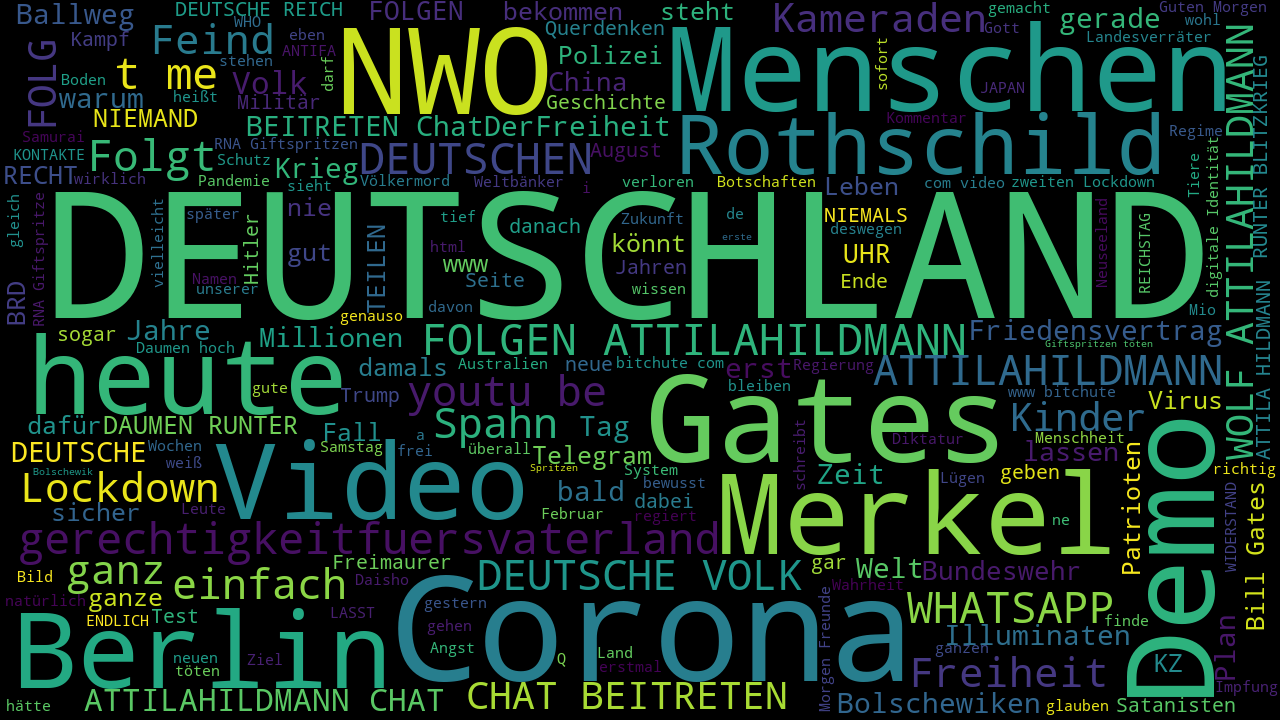 Ballweg
DEUTSCHE REICH
FOLGEN
bekommen
steht
Kameraden
gemacht
gerade
Guten Morgen
WHO
Kampf
Feind
eben
ANTIFA
stehen
NWO
Querdenken
Polizei
Menschen
Gott
wohl
Landesverräter
FOLG
Boden
t me
heißt
Volk
darf
China
sofort
JAPAN
warum
Militär
Geschichte
NIEMAND
BEITRETEN ChatDerFreiheit
Kommentar
Rothschild
Regime
Samurai
KONTAKTE
Folgt
RNA Giftspritzen
Schutz
Krieg
DEUTSCHEN
August
RECHT
wirklich
Pandemie
sieht
Völkermord
Weltbänker
i
verloren
Botschaften
Leben
com video
zweiten Lockdown
Tiere
BLITZKRIEG
RUNTER
WOLF ATTILAHILDMANN
gleich
RNA Giftspritze
vielleicht
später
nie
tief
danach
Zukunft
de
NIEMALS
deswegen
Neuseeland
REICHSTAG
digitale Identität
DEUTSCHLAND
Hitler
gut
TEILEN
html
www
könnt
erste
UHR
Namen
unserer
Seite
Jahren
wissen
Ende
BRD
genauso
davon
Mio
sogar
Jahre
Daumen hoch
Millionen
FOLGEN ATTILAHILDMANN
Friedensvertrag
Giftspritzen töten
heute
gute
damals
Australien
neue
bitchute com
erst
Regierung
ATTILAHILDMANN
ATTILA HILDMANN
Trump
youtu be
bleiben
www bitchute
Virus
dafür
DAUMEN RUNTER
Fall
a
Spahn
Tag
Gates
Kinder
DEUTSCHE
Wochen
Samstag
frei
überall
Telegram
Diktatur
Menschheit
lassen
weiß
Bolschewik
Video
Spritzen
System
schreibt
Zeit
Lügen
geben
Patrioten
richtig
Lockdown
Leute
bald
bewusst
dabei
Merkel
Demo
WIDERSTAND
Bill Gates
sicher
Februar
regiert
ne
gerechtigkeitfuersvaterland
Bild
ganz
Freimaurer
Daisho
einfach
DEUTSCHE VOLK
gar
Welt
Bundeswehr
natürlich
ganze
gestern
Wahrheit
ENDLICH
Test
LASST
Corona
Morgen Freunde
WHATSAPP
finde
Berlin
gehen
Angst
Q
Land
Illuminaten
ganzen
Plan
neuen
töten
Ziel
erstmal
Freiheit
KZ
Impfung
hätte
ATTILAHILDMANN CHAT
CHAT BEITRETEN
Bolschewiken
glauben
Satanisten